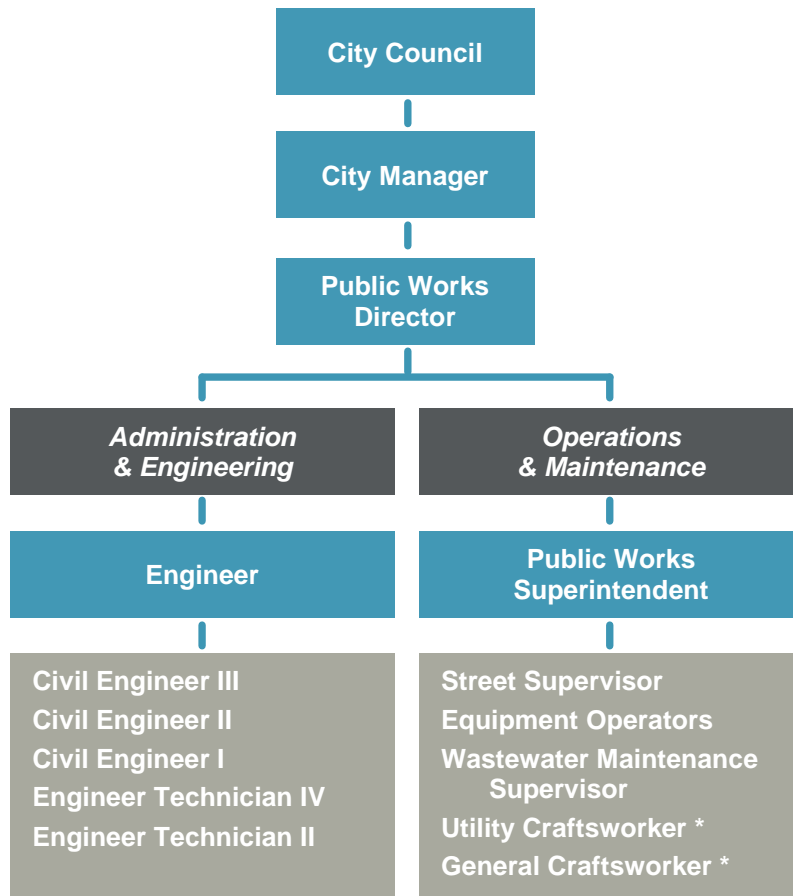 City Council
City Manager
Public Works
Director
Administration
& Engineering
Operations
& Maintenance
Engineer
Public Works
Superintendent
Civil Engineer III
Civil Engineer II
Civil Engineer I
Engineer Technician IV
Engineer Technician II
Street Supervisor
Equipment Operators
Wastewater Maintenance
Supervisor
Utility Craftsworker *
General Craftsworker *